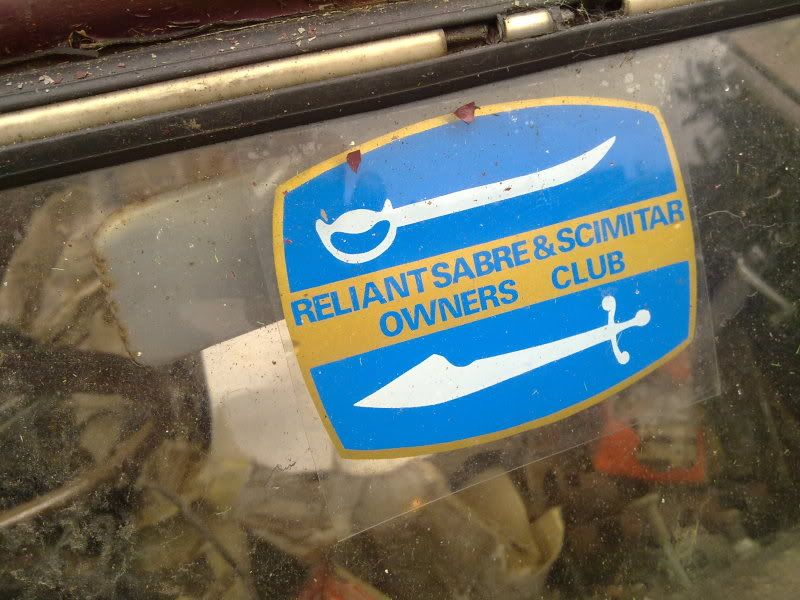 RELIANT SABRE & SCIMITAR
OWNERS CLUB